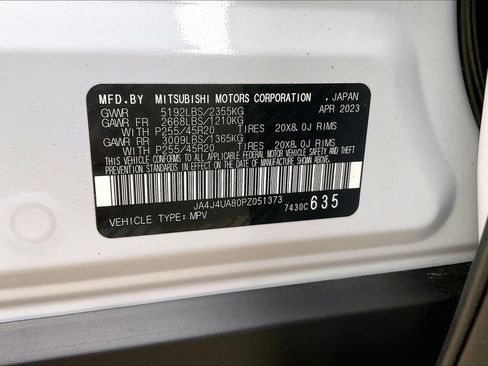 MFD.BY MITSUBISHI MOTORS CORPORATION , JAPAN
GVWR 5192LBS/2355KG APR 2023
GAWR FR 2668LBS/1210KG
WITH P255/45R20 TIRES 20X8.0J RIMS
GAWR RR 3009LBS/1365KG
WITH P255/45R20 TIRES 20X8.0J RIMS
THIS VEHICLE CONFORMS TO ALL APPLICABLE FEDERAL MOTOR VEHICLE SAFETY, BUMPER, AND THEFT
PREVENTION STANDARDS IN EFFECT ON THE DATE OF MANUFACTURE SHOWN ABOVE.
JA4J4UA80PZ051373 7430C 635
VEHICLE TYPE: MPV